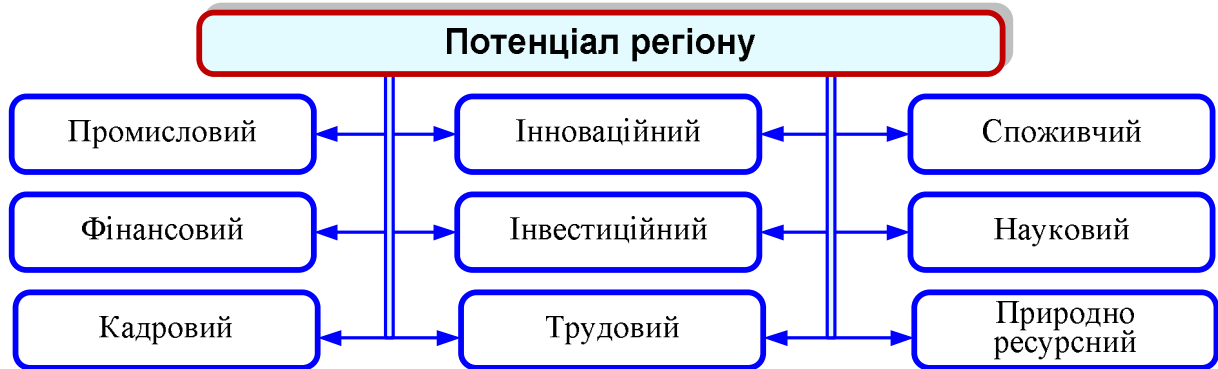 Потенціал регіону
Промисловий
Інноваційний
Споживчий
Фінансовий
Інвестиційний
Науковий
Кадровий
Трудовий
Природно
ресурсний